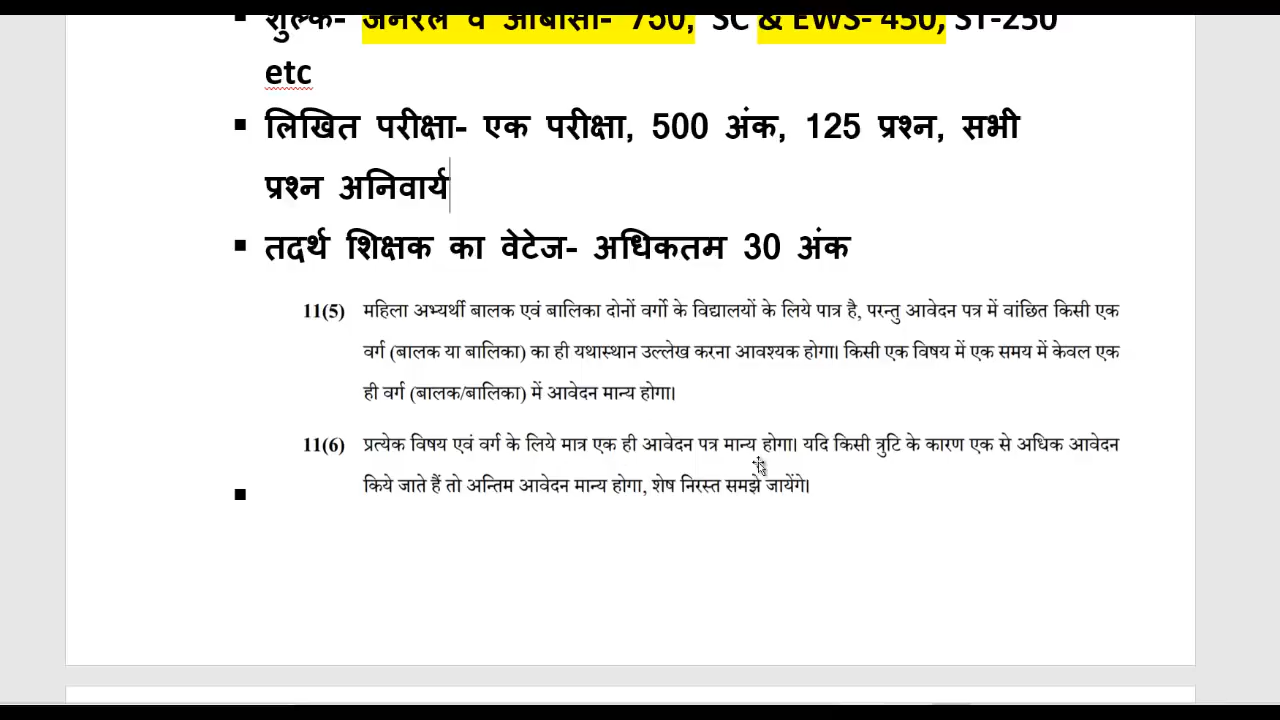 शुल्क- जनरल व ओबीसी- 750, SC & EWS- 450, ST-250
etc
लिखित परीक्षा- एक परीक्षा, 500 अंक, 125 प्रश्न, सभी
प्रश्न अनिवार्य
तदर्थ शिक्षक का वेटेज- अधिकतम 30 अंक
11(5) महिला अभ्यर्थी बालक एवं बालिका दोनों वर्गो के विद्यालयों के लिये पात्र है, परन्तु आवेदन पत्र में वांछित किसी एक
वर्ग (बालक या बालिका) का ही यथास्थान उल्लेख करना आवश्यक होगा। किसी एक विषय में एक समय में केवल एक
ही वर्ग (बालक/बालिका) में आवेदन मान्य होगा।
11(6) प्रत्येक विषय एवं वर्ग के लिये मात्र एक ही आवेदन पत्र मान्य होगा। यदि किसी त्रुटि के कारण एक से अधिक आवेदन
किये जाते हैं तो अन्तिम आवेदन मान्य होगा, शेष निरस्त समझे जायेंगे।